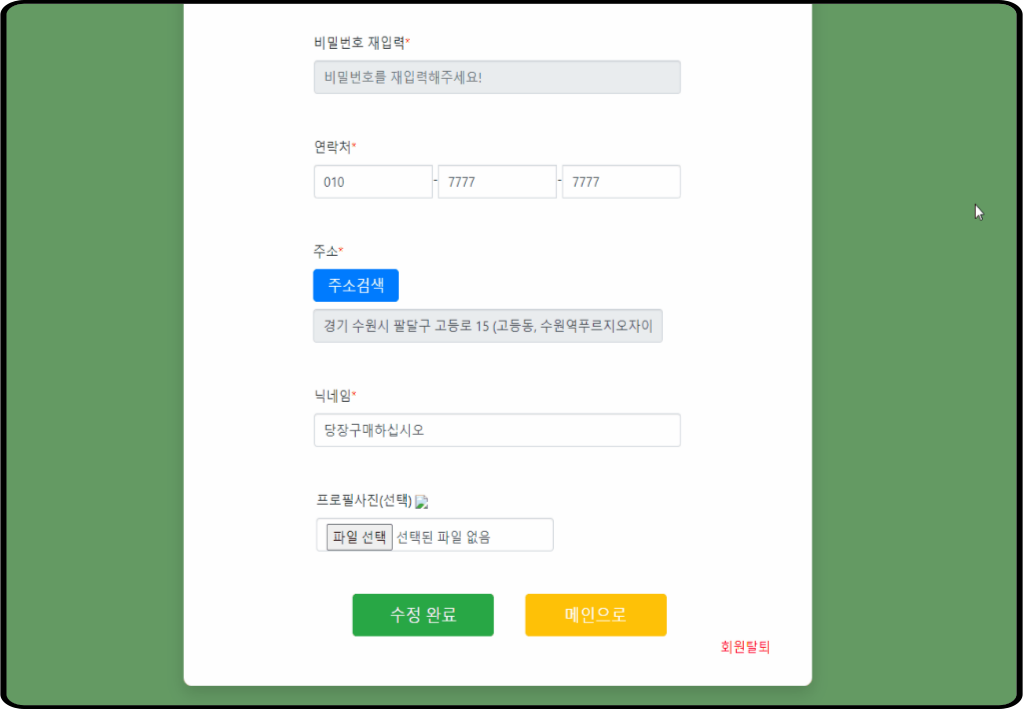 비밀번호 재입력*
비밀번호를 재입력해주세요!
연락처*
010 - 7777 - 7777
주소*
주소검색
경기 수원시 팔달구 고등로 15 (고등동, 수원역푸르지오자이
닉네임*
당장구매하십시오
프로필사진(선택)
파일 선택 선택된 파일 없음
수정 완료 메인으로
회원탈퇴